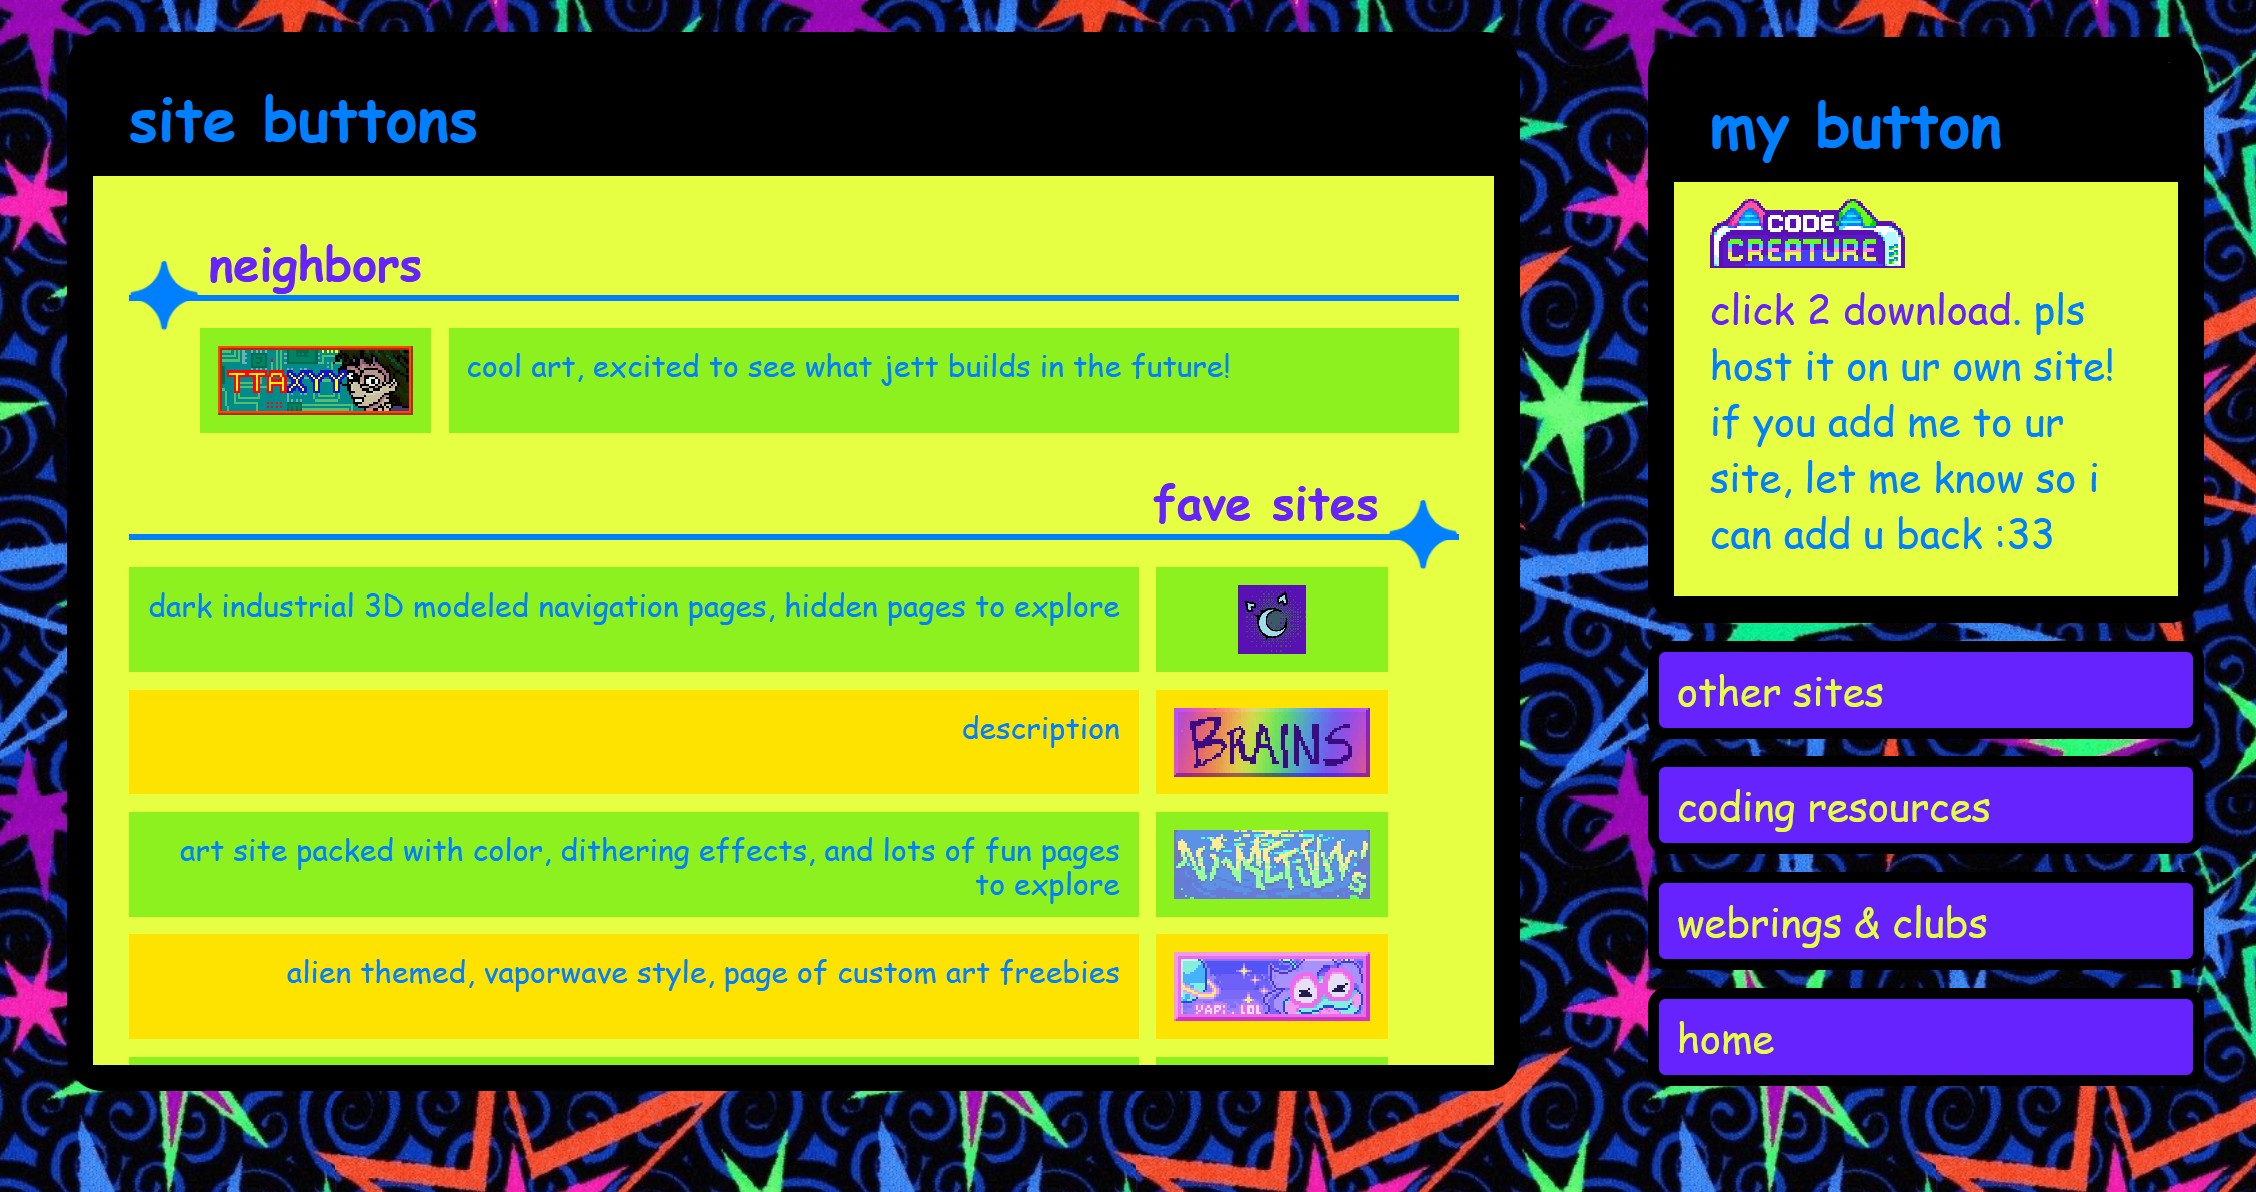 site buttons
neighbors
TTAXYY
cool art, excited to see what jett builds in the future!
fave sites
dark industrial 3D modeled navigation pages, hidden pages to explore
description
BRAINS
art site packed with color, dithering effects, and lots of fun pages
to explore
alien themed, vaporwave style, page of custom art freebies
YAPi.LOL
my button
CODE
CREATURE
click 2 download. pls
host it on ur own site!
if you add me to ur
site, let me know so i
can add u back :33
other sites
coding resources
webrings & clubs
home